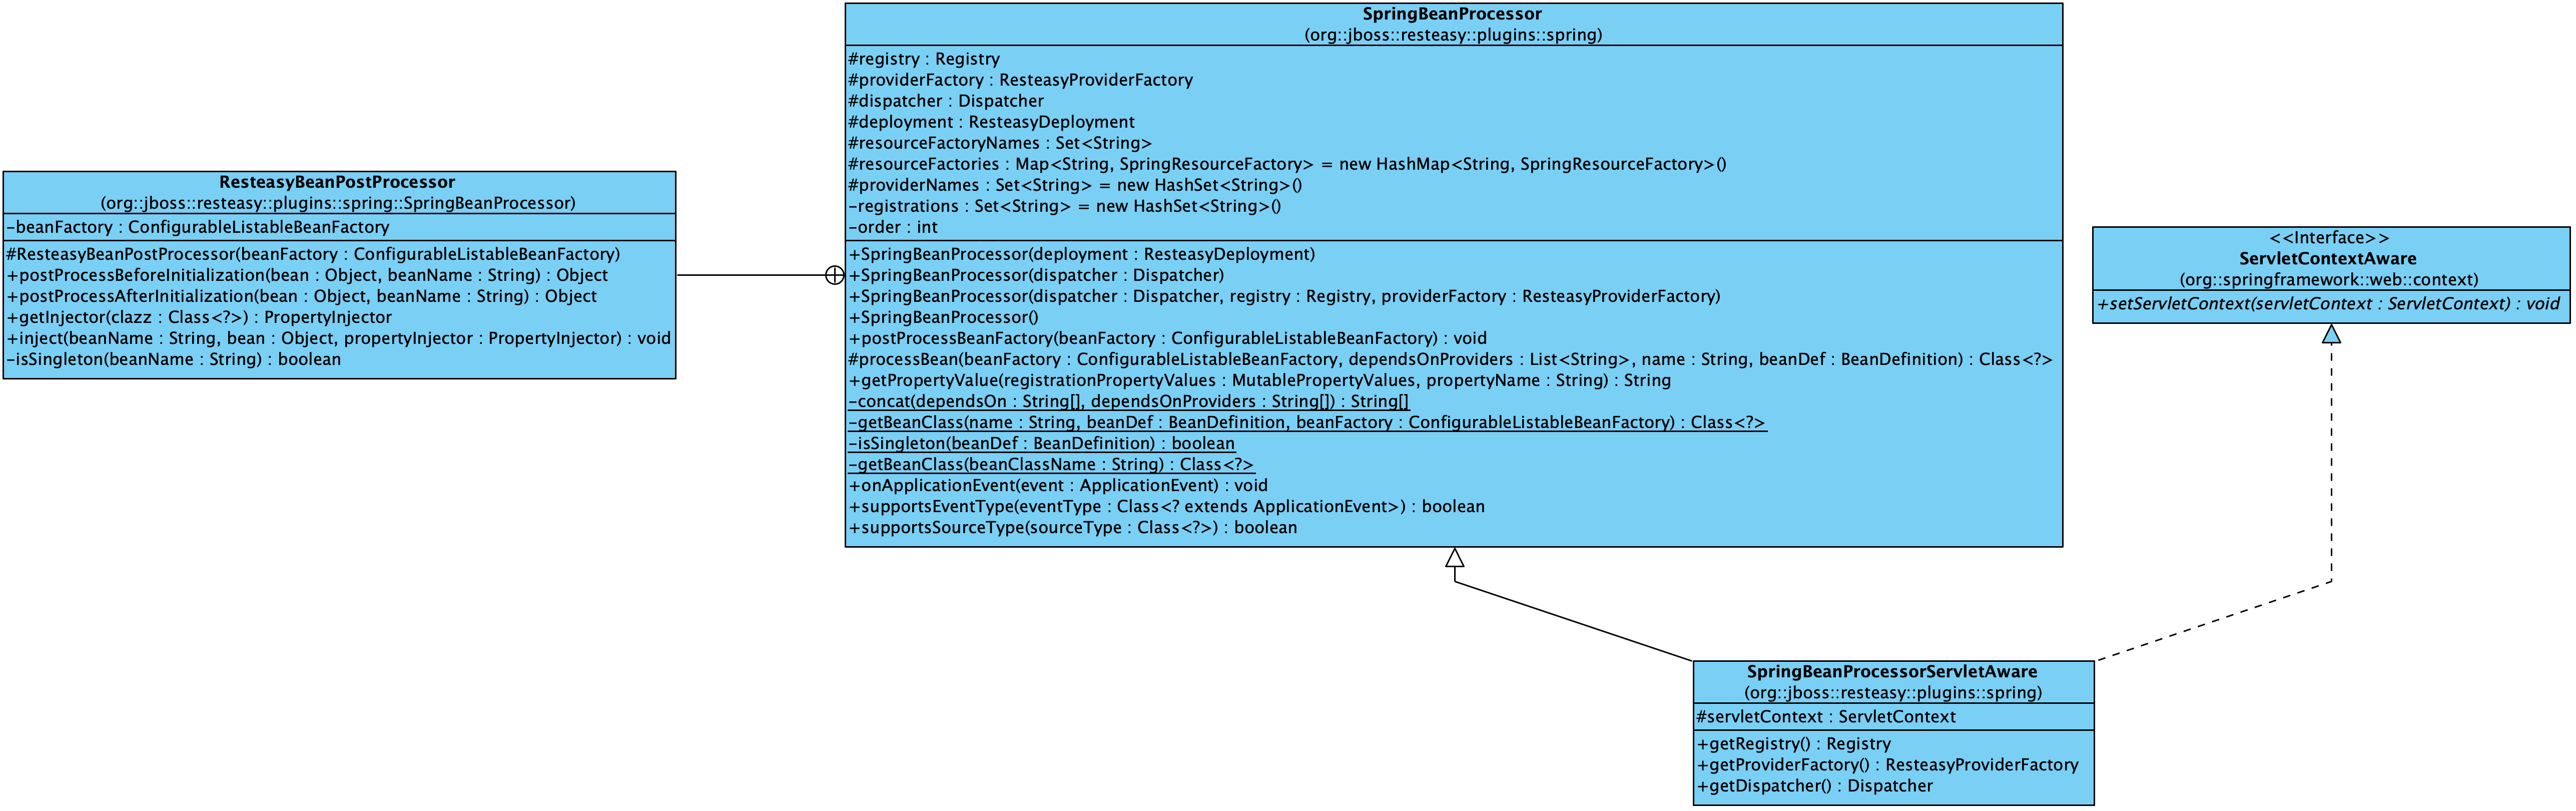 SpringBeanProcessor
(org::jboss::resteasy::plugins::spring)
#registry : Registry
#providerFactory : ResteasyProviderFactory
#dispatcher : Dispatcher
#deployment : ResteasyDeployment
#resourceFactoryNames : Set<String>
#resourceFactories : Map<String, SpringResourceFactory> = new HashMap<String, SpringResourceFactory>()
#providerNames : Set<String> = new HashSet<String>()
-registrations : Set<String> = new HashSet<String>()
-order : int
+SpringBeanProcessor(deployment : ResteasyDeployment)
+SpringBeanProcessor(dispatcher : Dispatcher)
+SpringBeanProcessor(dispatcher : Dispatcher, registry : Registry, providerFactory : ResteasyProviderFactory)
+SpringBeanProcessor()
+postProcessBeanFactory(beanFactory : ConfigurableListableBeanFactory) : void
#processBean(beanFactory : ConfigurableListableBeanFactory, dependsOnProviders : List<String>, name : String, beanDef : BeanDefinition) : Class<?>
+getPropertyValue(registrationPropertyValues : MutablePropertyValues, propertyName : String) : String
-concat(dependsOn : String[], dependsOnProviders : String[]) : String[]
-getBeanClass(name : String, beanDef : BeanDefinition, beanFactory : ConfigurableListableBeanFactory) : Class<?>
-isSingleton(beanDef : BeanDefinition) : boolean
-getBeanClass(beanClassName : String) : Class<?>
+onApplicationEvent(event : ApplicationEvent) : void
+supportsEventType(eventType : Class<? extends ApplicationEvent>) : boolean
+supportsSourceType(sourceType : Class<?>) : boolean
ResteasyBeanPostProcessor
(org::jboss::resteasy::plugins::spring::SpringBeanProcessor)
-beanFactory : ConfigurableListableBeanFactory
#ResteasyBeanPostProcessor(beanFactory : ConfigurableListableBeanFactory)
+postProcessBeforeInitialization(bean : Object, beanName : String) : Object
+postProcessAfterInitialization(bean : Object, beanName : String) : Object
+getInjector(clazz : Class<?>) : PropertyInjector
+inject(beanName : String, bean : Object, propertyInjector : PropertyInjector) : void
-isSingleton(beanName : String) : boolean
<<Interface>>
ServletContextAware
(org::springframework::web::context)
+setServletContext(servletContext : ServletContext) : void
SpringBeanProcessorServletAware
(org::jboss::resteasy::plugins::spring)
#servletContext : ServletContext
+getRegistry() : Registry
+getProviderFactory() : ResteasyProviderFactory
+getDispatcher() : Dispatcher